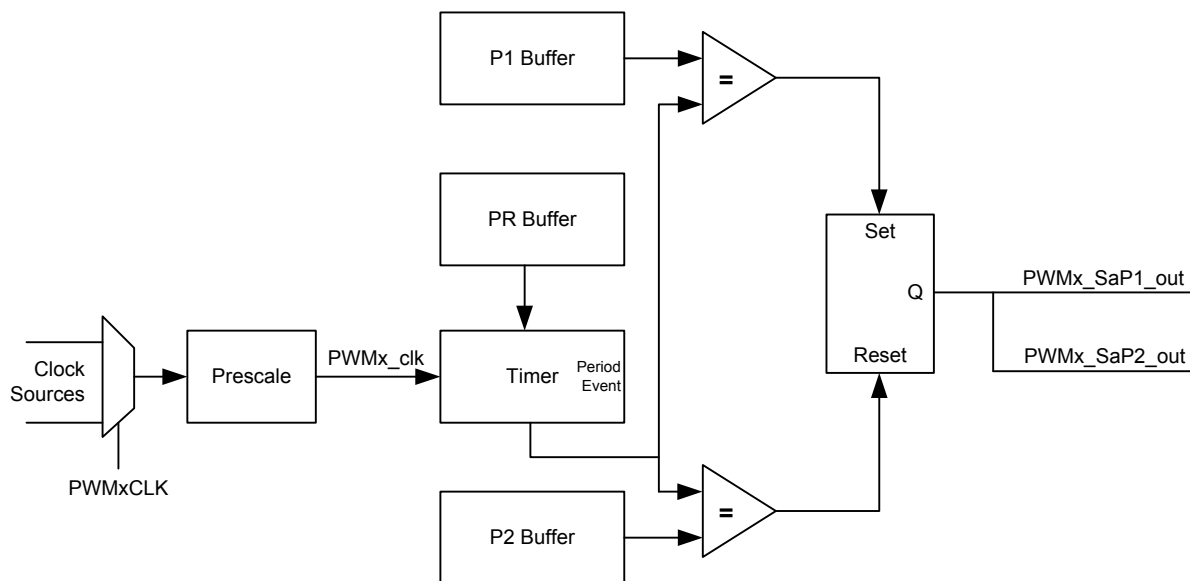 P1 Buffer
=
PR Buffer
Set
Q
PWMx_SaP1_out
PWMx_SaP2_out
Reset
Clock
Sources
Prescale
PWMx_clk
Timer
Period
Event
PWMxCLK
P2 Buffer
=